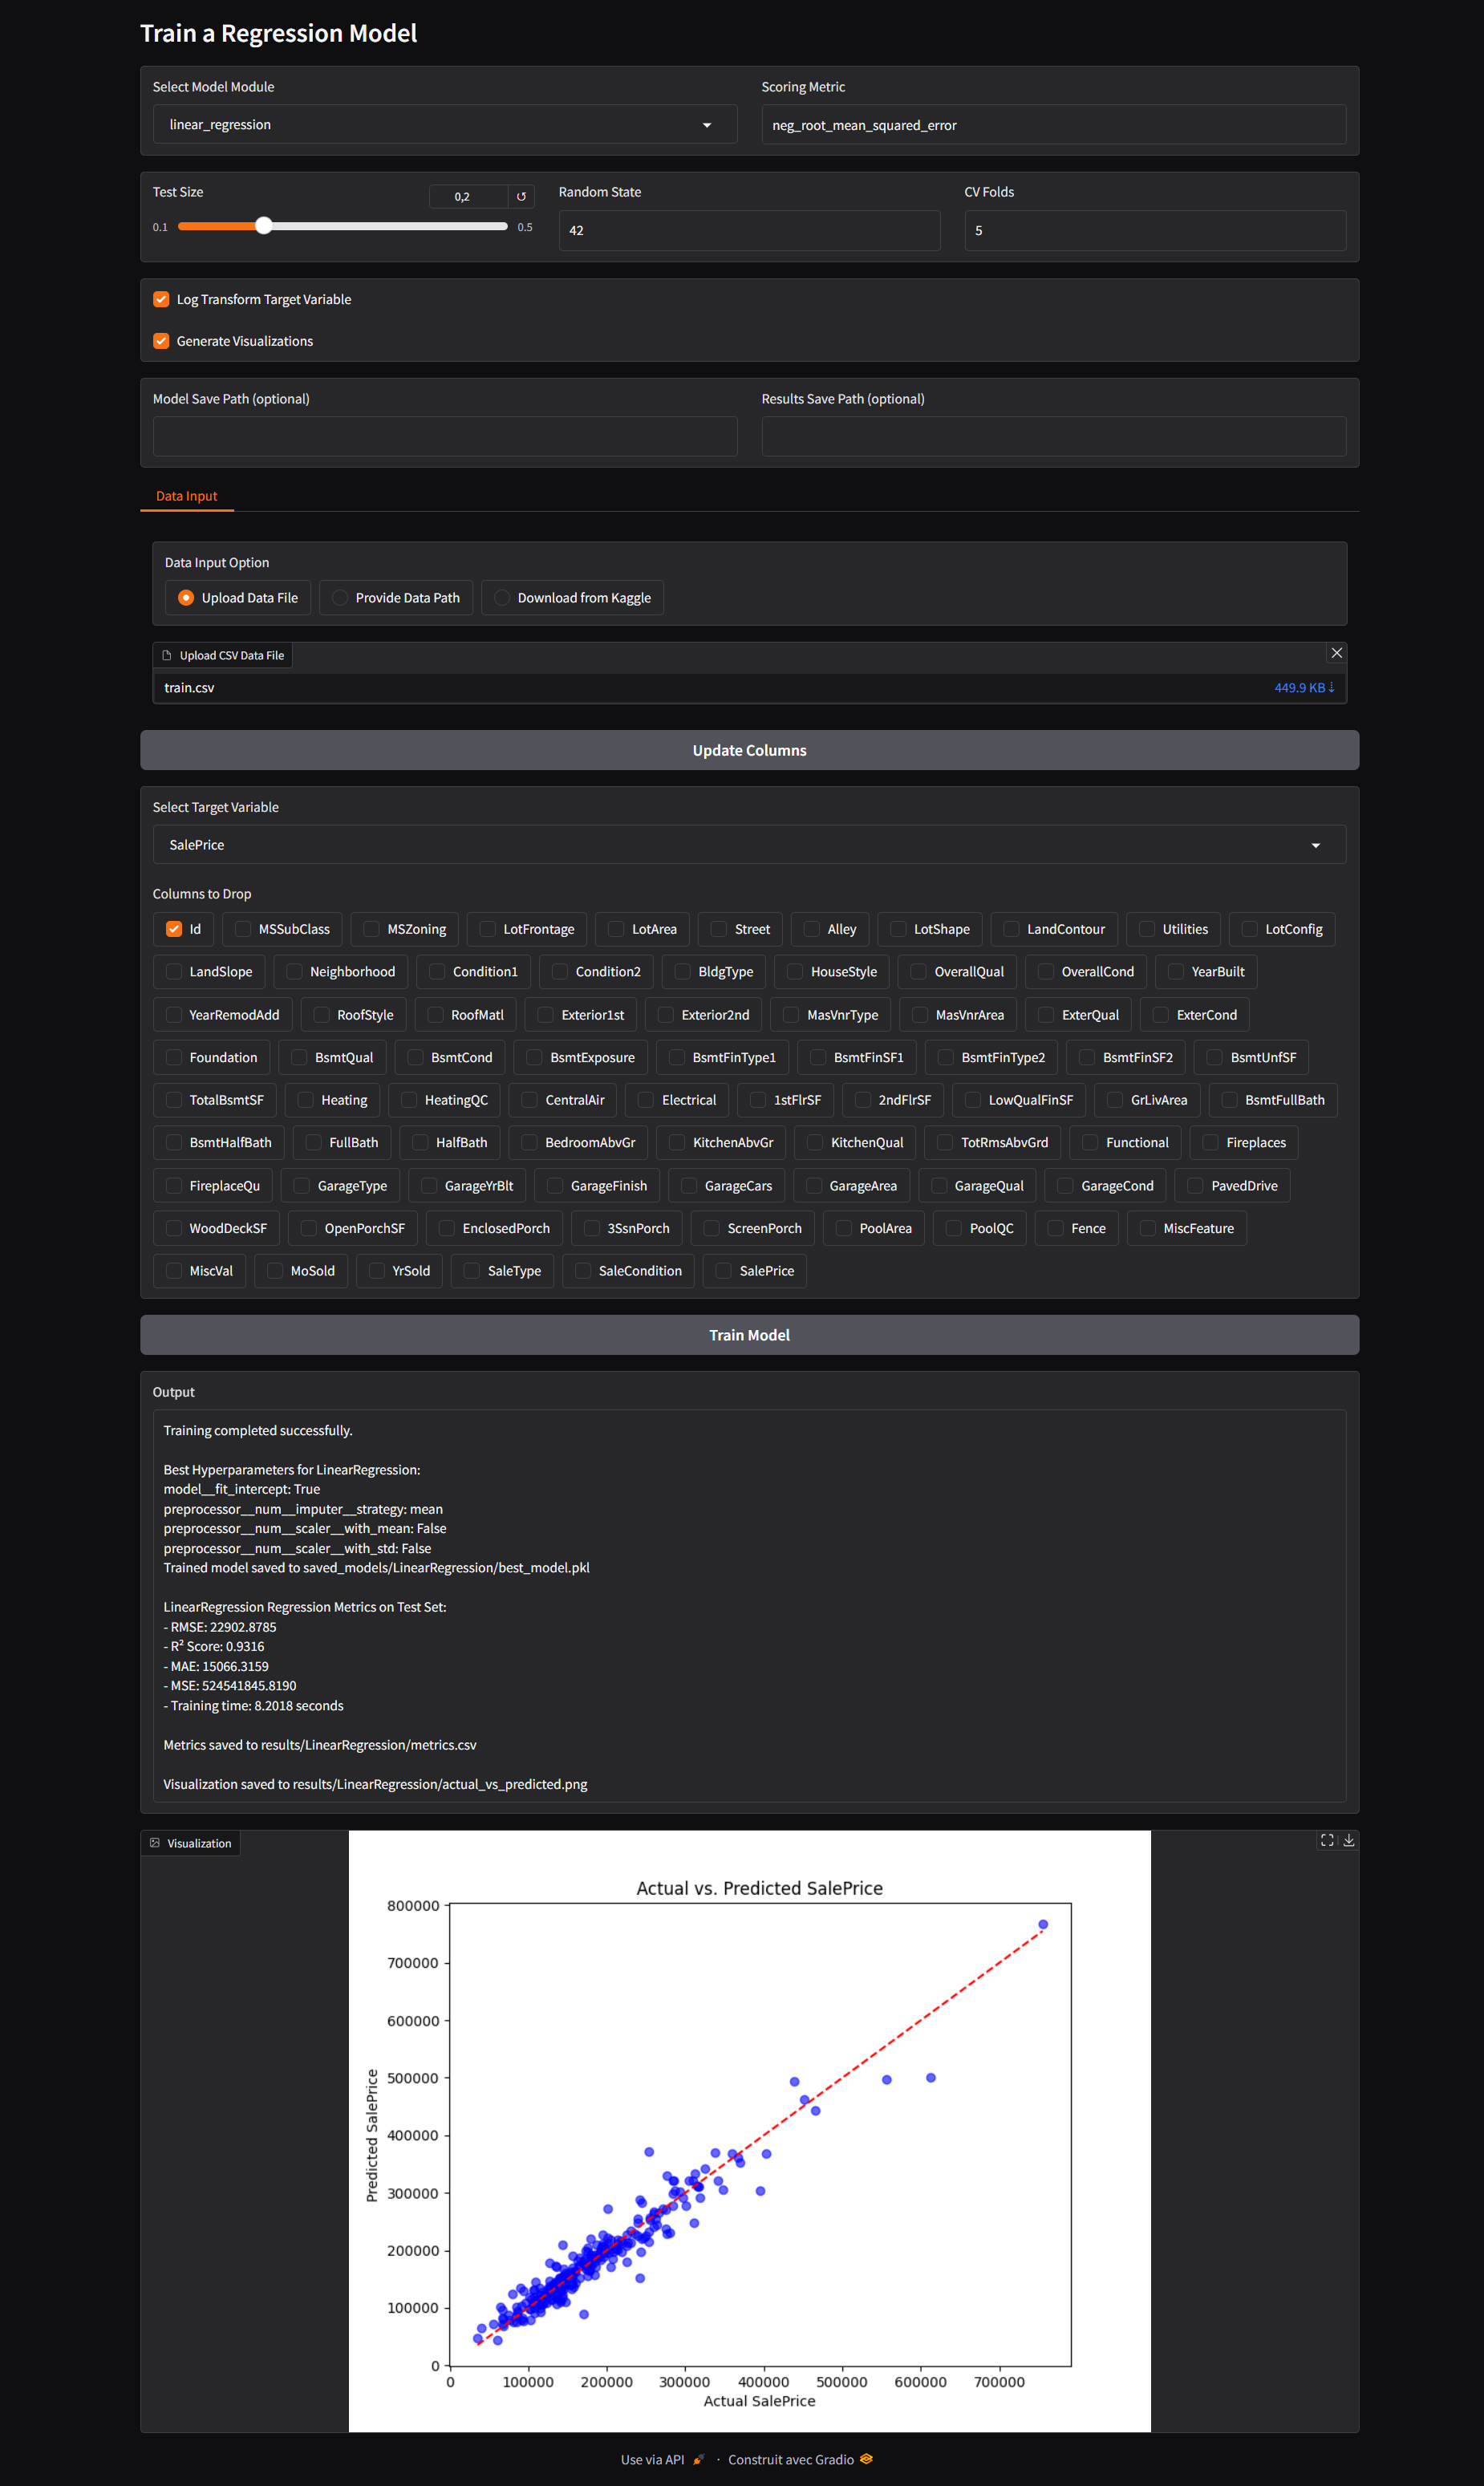 Train a Regression Model
Select Model Module
Scoring Metric
linear_regression
neg_root_mean_squared_error
Test Size
0,2
↺
0.1
0.5
Random State
42
CV Folds
5
Log Transform Target Variable
Generate Visualizations
Model Save Path (optional)
Results Save Path (optional)
Data Input
Data Input Option
Upload Data File
Provide Data Path
Download from Kaggle
Upload CSV Data File
train.csv
449.9 KB ⇣
Update Columns
Select Target Variable
SalePrice
Columns to Drop
Id MSSubClass MSZoning LotFrontage LotArea Street Alley LotShape LandContour Utilities LotConfig
LandSlope Neighborhood Condition1 Condition2 BldgType HouseStyle OverallQual OverallCond YearBuilt
YearRemodAdd RoofStyle RoofMatl Exterior1st Exterior2nd MasVnrType MasVnrArea ExterQual ExterCond
Foundation BsmtQual BsmtCond BsmtExposure BsmtFinType1 BsmtFinSF1 BsmtFinType2 BsmtFinSF2 BsmtUnfSF
TotalBsmtSF Heating HeatingQC CentralAir Electrical 1stFlrSF 2ndFlrSF LowQualFinSF GrLivArea BsmtFullBath
BsmtHalfBath FullBath HalfBath BedroomAbvGr KitchenAbvGr KitchenQual TotRmsAbvGrd Functional Fireplaces
FireplaceQu GarageType GarageYrBlt GarageFinish GarageCars GarageArea GarageQual GarageCond PavedDrive
WoodDeckSF OpenPorchSF EnclosedPorch 3SsnPorch ScreenPorch PoolArea PoolQC Fence MiscFeature
MiscVal MoSold YrSold SaleType SaleCondition SalePrice
Train Model
Output
Training completed successfully.
Best Hyperparameters for LinearRegression:
model__fit_intercept: True
preprocessor__num__imputer__strategy: mean
preprocessor__num__scaler__with_mean: False
preprocessor__num__scaler__with_std: False
Trained model saved to saved_models/LinearRegression/best_model.pkl
LinearRegression Regression Metrics on Test Set:
- RMSE: 22902.8785
- R² Score: 0.9316
- MAE: 15066.3159
- MSE: 524541845.8190
- Training time: 8.2018 seconds
Metrics saved to results/LinearRegression/metrics.csv
Visualization saved to results/LinearRegression/actual_vs_predicted.png
Visualization
Actual vs. Predicted SalePrice
800000
700000
600000
500000
400000
300000
200000
100000
0
Predicted SalePrice
0 100000 200000 300000 400000 500000 600000 700000
Actual SalePrice
Use via API · Construit avec Gradio